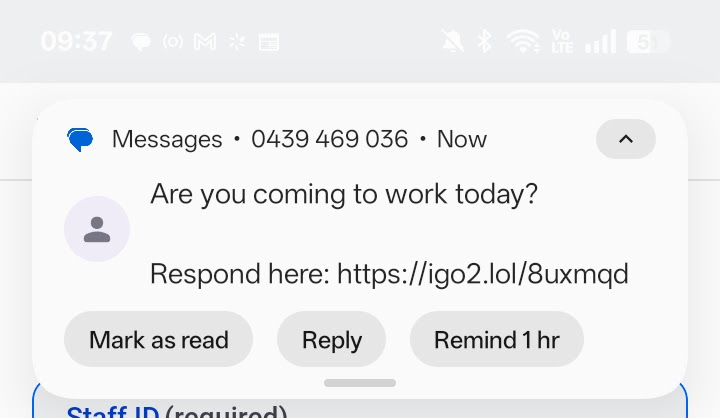 09:37
Vo
LTE
51
Messages • 0439 469 036 • Now
Are you coming to work today?
Respond here: https://igo2.lol/8uxmqd
Mark as read
Reply
Remind 1 hr
Staff ID (required)